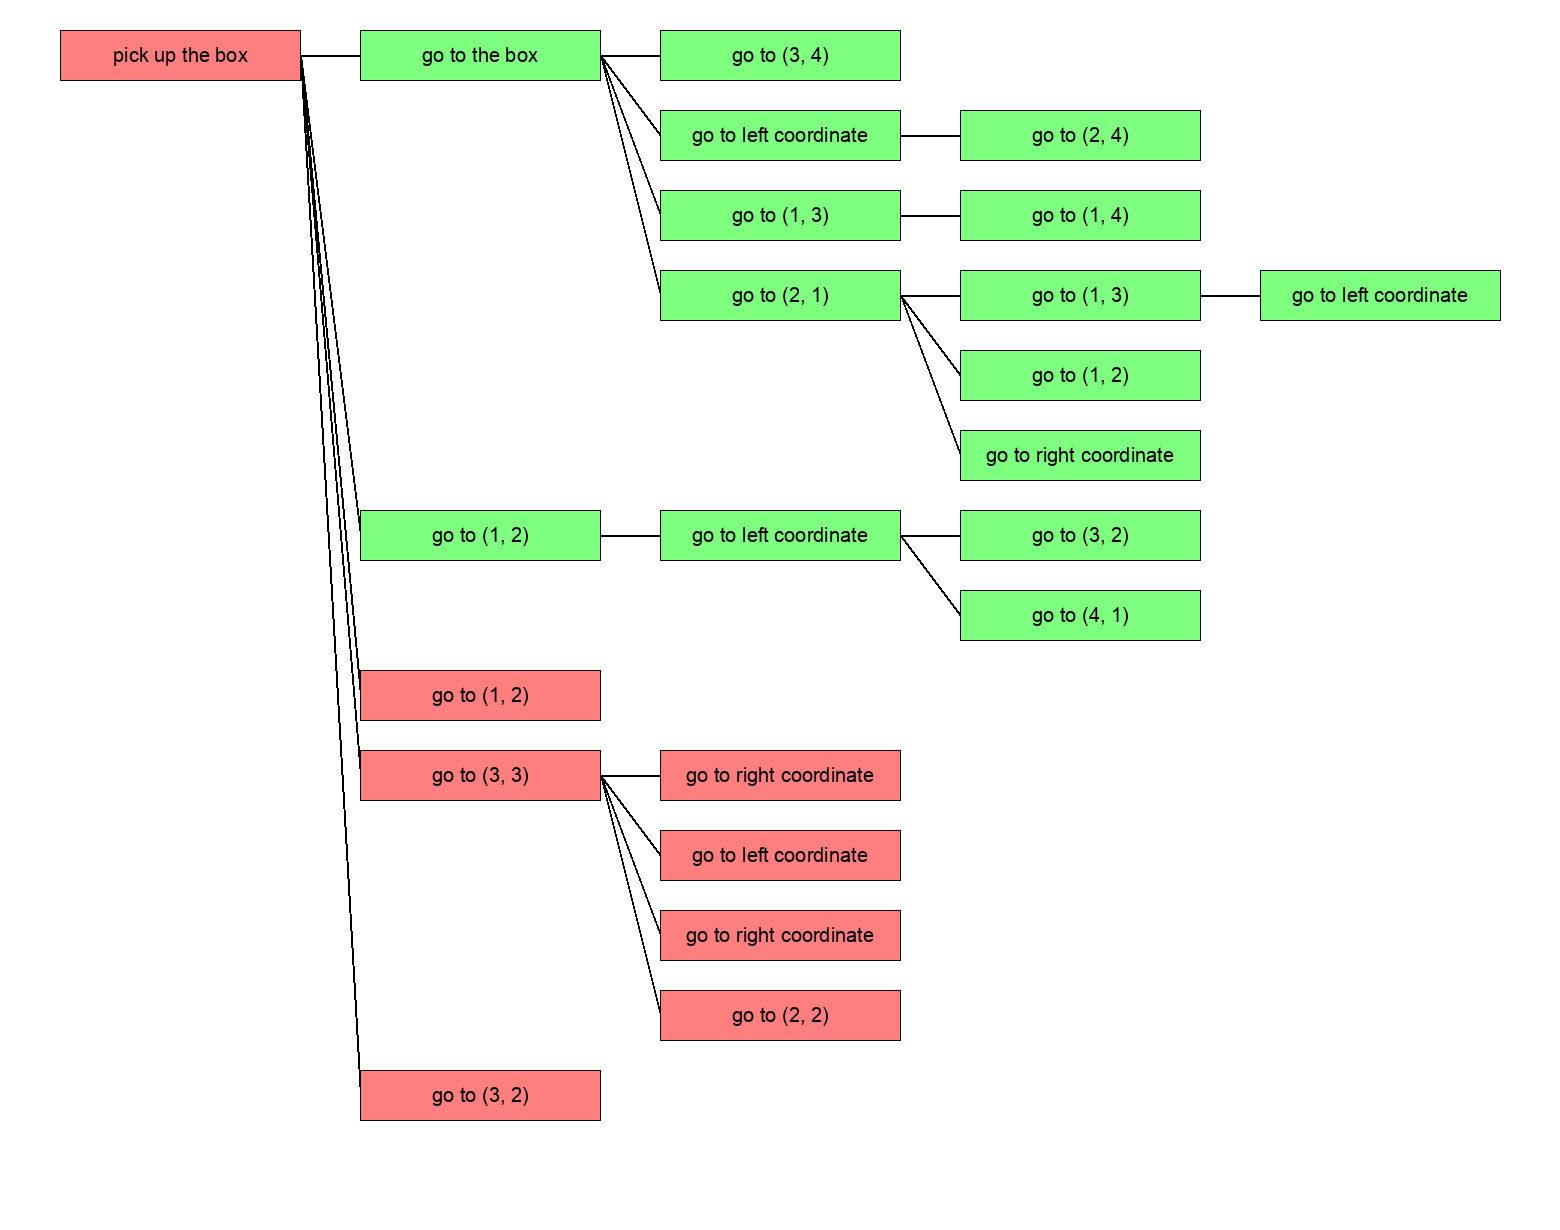 pick up the box
go to the box
go to (3, 4)
go to left coordinate
go to (2, 4)
go to (1, 3)
go to (1, 4)
go to (2, 1)
go to (1, 3)
go to left coordinate
go to (1, 2)
go to right coordinate
go to (1, 2)
go to left coordinate
go to (3, 2)
go to (4, 1)
go to (1, 2)
go to (3, 3)
go to right coordinate
go to left coordinate
go to right coordinate
go to (2, 2)
go to (3, 2)